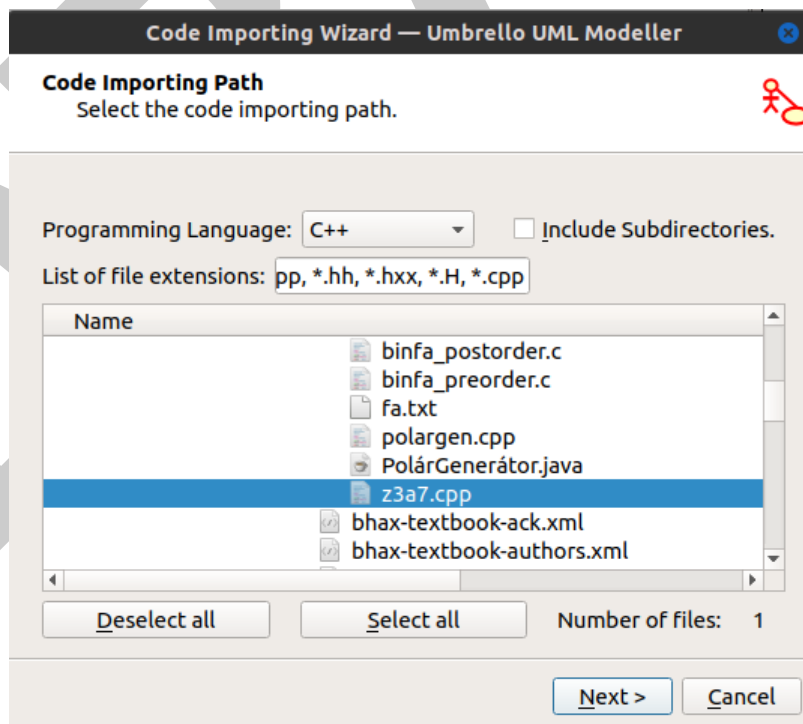 Code Importing Wizard — Umbrello UML Modeller
Code Importing Path
Select the code importing path.
Programming Language: C++ Include Subdirectories.
List of file extensions: pp, *.hh, *.hxx, *.H, *.cpp
Name
binfa_postorder.c
binfa_preorder.c
fa.txt
polargen.cpp
PolárGenerátor.java
z3a7.cpp
bhax-textbook-ack.xml
bhax-textbook-authors.xml
Deselect all Select all Number of files: 1
Next > Cancel